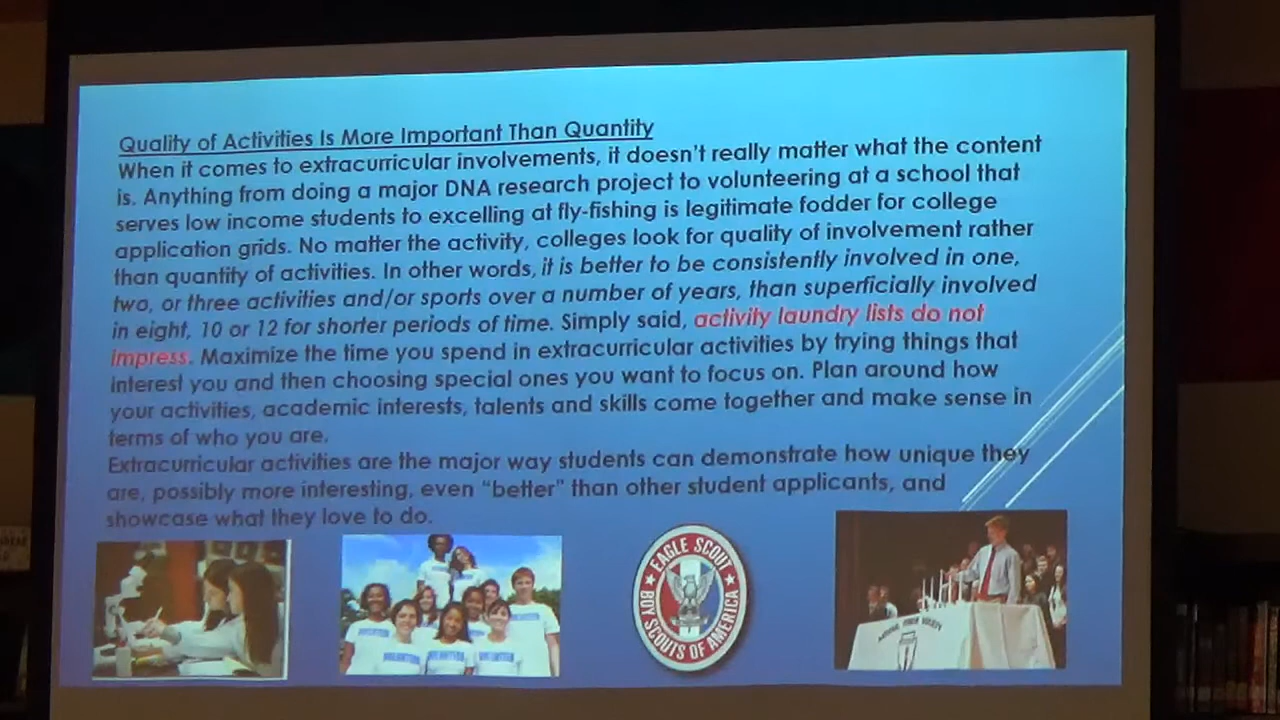 Quality of Activities Is More Important Than Quantity
When it comes to extracurricular involvements, it doesn't really matter what the content
is. Anything from doing a major DNA research project to volunteering at a school that
serves low income students to excelling at fly-fishing is legitimate fodder for college
application grids. No matter the activity, colleges look for quality of involvement rather
than quantity of activities. In other words, it is better to be consistently involved in one,
two, or three activities and/or sports over a number of years, than superficially involved
in eight, 10 or 12 for shorter periods of time. Simply said, activity laundry lists do not
impress. Maximize the time you spend in extracurricular activities by trying things that
interest you and then choosing special ones you want to focus on. Plan around how
your activities, academic interests, talents and skills come together and make sense in
terms of who you are.
Extracurricular activities are the major way students can demonstrate how unique they
are, possibly more interesting, even "better" than other student applicants, and
showcase what they love to do.
VOLUNTEER
VOLUNTEER
VOLUNTEER
EAGLE SCOUT
BOY SCOUTS OF AMERICA